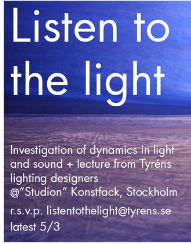 Listen to
the light
Investigation of dynamics in light
and sound + lecture from Tyréns
lighting designers
@"Studion" Konstfack, Stockholm
r.s.v.p. listentothelight@tyrens.se
latest 5/3